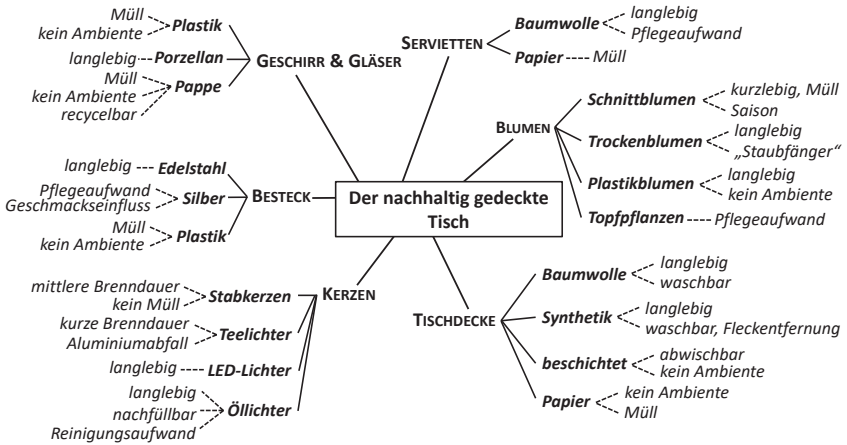 Der nachhaltig gedeckte
Tisch
GESCHIRR & GLÄSER
Plastik
Müll
kein Ambiente
Porzellan
langlebig
Pappe
Müll
kein Ambiente
recycelbar
SERVIETTEN
Baumwolle
langlebig
Pflegeaufwand
Papier
Müll
BLUMEN
Schnittblumen
kurzlebig, Müll
Saison
Trockenblumen
langlebig
„Staubfänger“
Plastikblumen
langlebig
kein Ambiente
Topfpflanzen
Pflegeaufwand
BESTECK
Edelstahl
langlebig
Silber
Pflegeaufwand
Geschmackseinfluss
Plastik
Müll
kein Ambiente
KERZEN
Stabkerzen
mittlere Brenndauer
kein Müll
Teelichter
kurze Brenndauer
Aluminiumabfall
LED-Lichter
langlebig
Öllichter
langlebig
nachfüllbar
Reinigungsaufwand
TISCHDECKE
Baumwolle
langlebig
waschbar
Synthetik
langlebig
waschbar, Fleckentfernung
beschichtet
abwischbar
kein Ambiente
Papier
kein Ambiente
Müll